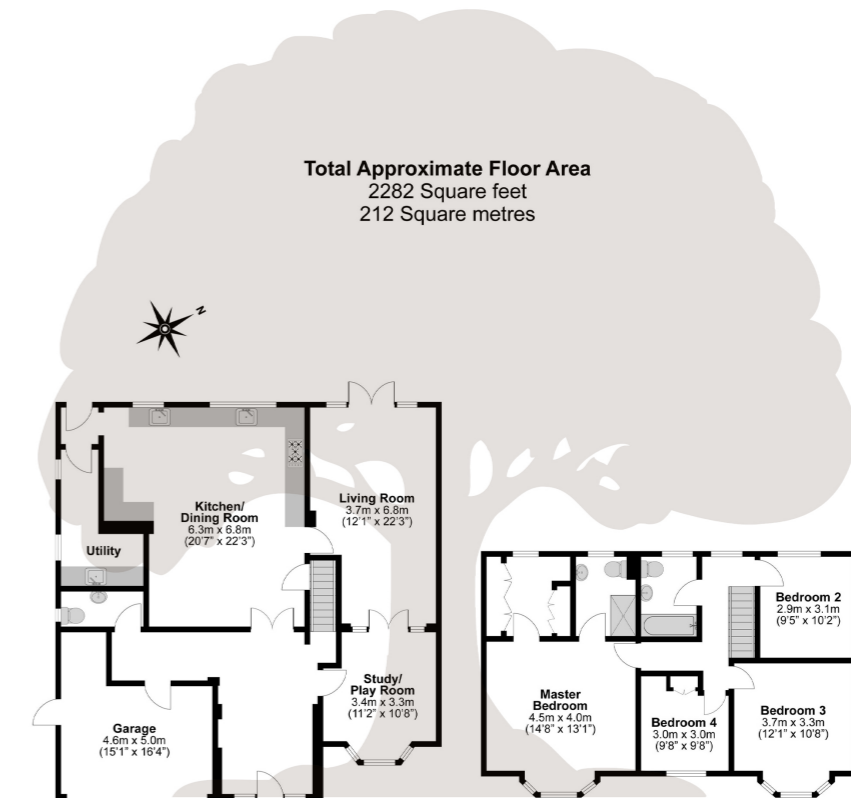 Total Approximate Floor Area
2282 Square feet
212 Square metres
N
Kitchen/
Dining Room
6.3m x 6.8m
(20'7" x 22'3")
Living Room
3.7m x 6.8m
(12'1" x 22'3")
Utility
Study/
Play Room
3.4m x 3.3m
(11'2" x 10'8")
Garage
4.6m x 5.0m
(15'1" x 16'4")
Bedroom 2
2.9m x 3.1m
(9'5" x 10'2")
Master
Bedroom
4.5m x 4.0m
(14'8" x 13'1")
Bedroom 4
3.0m x 3.0m
(9'8" x 9'8")
Bedroom 3
3.7m x 3.3m
(12'1" x 10'8")